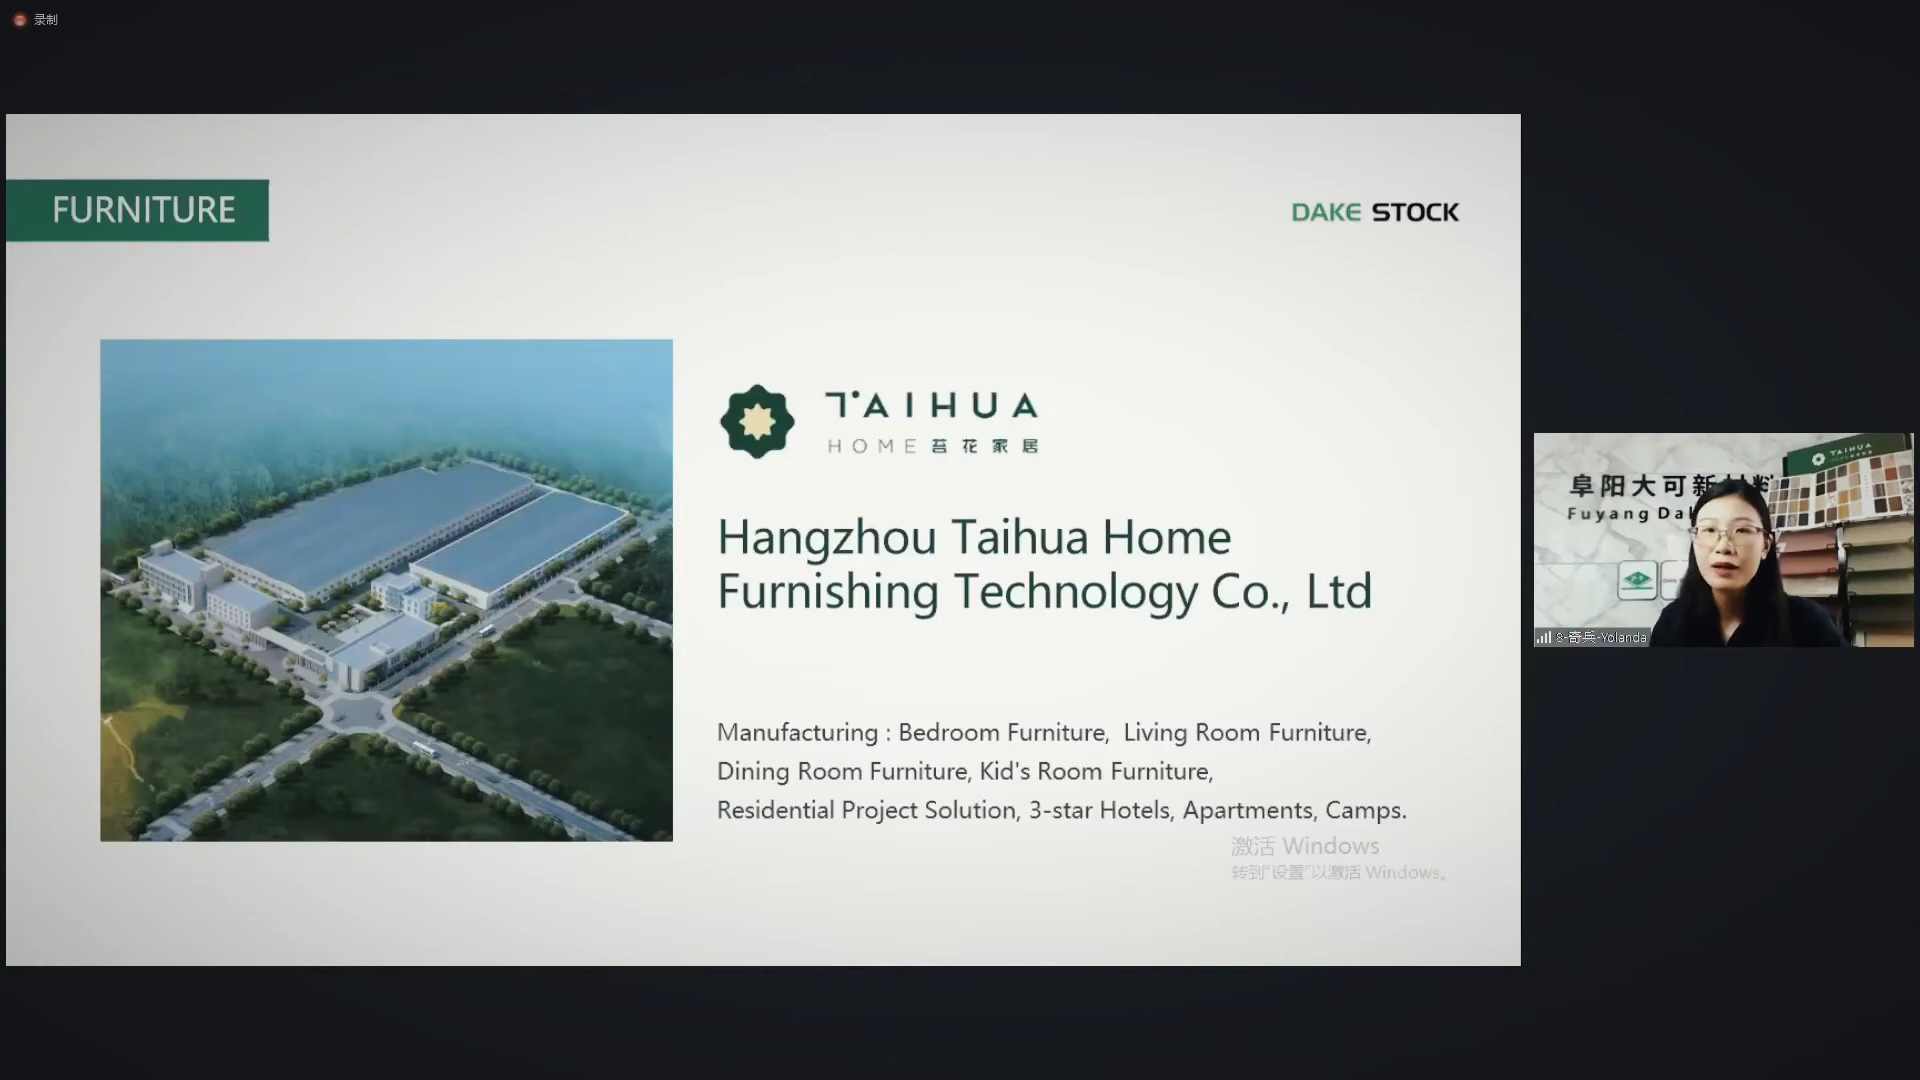 录制
FURNITURE
DAKE STOCK
TAIHUA
HOME 苔花家居
Hangzhou Taihua Home
Furnishing Technology Co., Ltd
Manufacturing : Bedroom Furniture, Living Room Furniture,
Dining Room Furniture, Kid's Room Furniture,
Residential Project Solution, 3-star Hotels, Apartments, Camps.
激活 Windows
转到"设置"以激活 Windows。
TAIHUA
阜阳大可新材料
Fuyang Da
8-奇兵-Yolanda